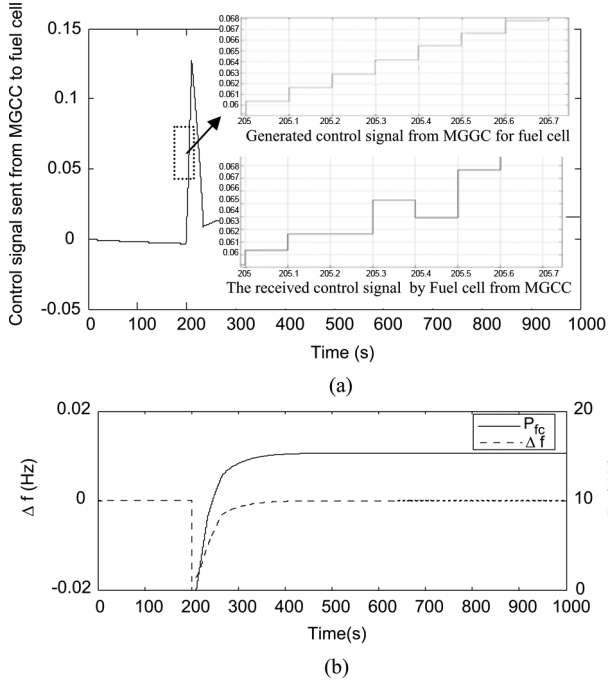 (a)
Control signal sent from MGCC to fuel cell
0.15
0.1
0.05
0
-0.05
0.068
0.067
0.066
0.065
0.064
0.063
0.062
0.061
0.06
205 205.1 205.2 205.3 205.4 205.5 205.6 205.7
Generated control signal from MGGC for fuel cell
0.068
0.067
0.066
0.065
0.064
0.063
0.062
0.061
0.06
205 205.1 205.2 205.3 205.4 205.5 205.6 205.7
The received control signal by Fuel cell from MGCC
0 100 200 300 400 500 600 700 800 900 1000
Time (s)
(a)
0.02
0
-0.02
Δ f (Hz)
P fc
Δ f
20
10
0
0 100 200 300 400 500 600 700 800 900 1000
Time(s)
(b)